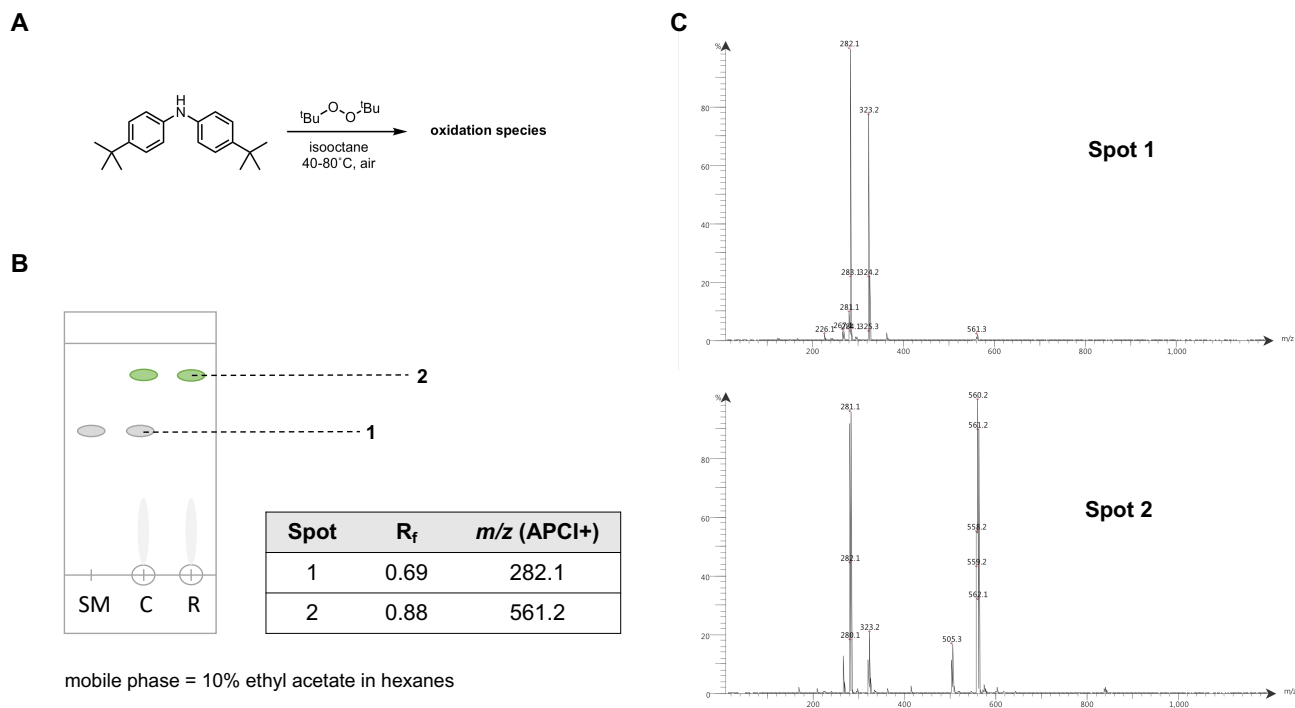 A
H
N
tBu
O
O
tBu
isooctane
40-80˚C, air
oxidation species
B
2
1
SM C R
Spot Rf m/z (APCI+)
1 0.69 282.1
2 0.88 561.2
mobile phase = 10% ethyl acetate in hexanes
C
%
282.1
323.2
80
60
40
283.1 324.2
20
281.1
226.1
325.3
561.3
0
200 400 600 800 1,000
m/z
Spot 1
%
560.2
281.1
561.2
80
60
558.2
282.1
559.2
40
562.1
323.2
280.1
20
505.3
0
200 400 600 800 1,000
m/z
Spot 2